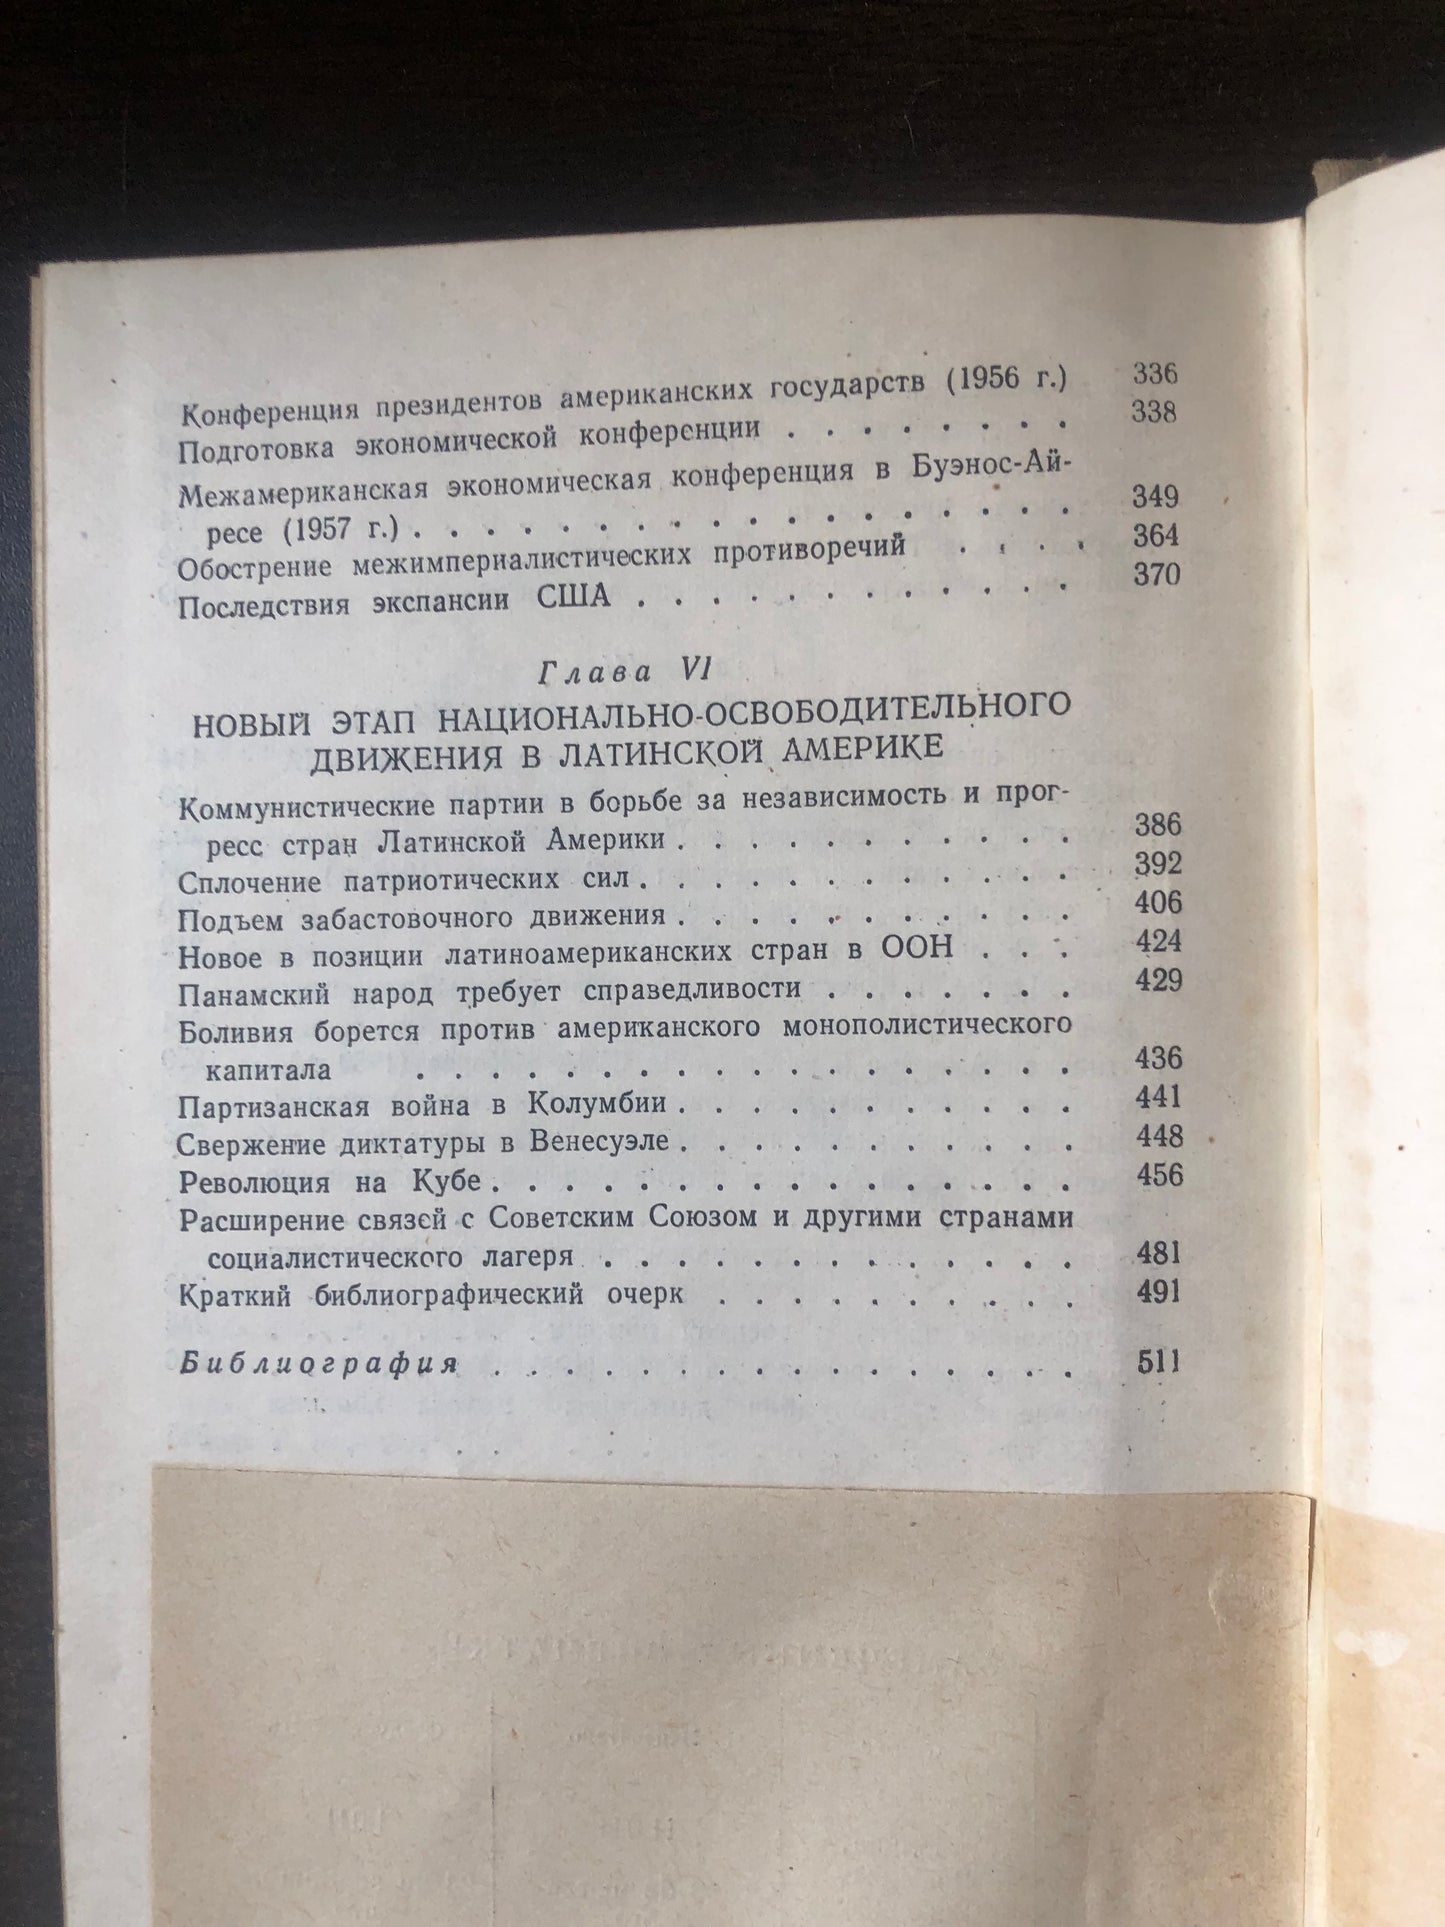 Конференция президентов американских государств (1956 г.) 336
Подготовка экономической конференции . . . . . . . . 338
Межамериканская экономическая конференция в Буэнос-Ай-
ресе (1957 г.) . . . . . . . . . . . . . . . . . . 349
Обострение межимпериалистических противоречий . . . . 364
Последствия экспансии США . . . . . . . . . . . . 370
Глава VI
НОВЫЙ ЭТАП НАЦИОНАЛЬНО-ОСВОБОДИТЕЛЬНОГО
ДВИЖЕНИЯ В ЛАТИНСКОЙ АМЕРИКЕ
Коммунистические партии в борьбе за независимость и прог-
ресс стран Латинской Америки . . . . . . . . . . . 386
Сплочение патриотических сил . . . . . . . . . . . . 392
Подъем забастовочного движения . . . . . . . . . . . 406
Новое в позиции латиноамериканских стран в ООН . . . 424
Панамский народ требует справедливости . . . . . . . 429
Боливия борется против американского монополистического
капитала . . . . . . . . . . . . . . . . . . 436
Партизанская война в Колумбии . . . . . . . . . . . 441
Свержение диктатуры в Венесуэле . . . . . . . . . . . 448
Революция на Кубе . . . . . . . . . . . . . . . . 456
Расширение связей с Советским Союзом и другими странами
социалистического лагеря . . . . . . . . . . . . . 481
Краткий библиографический очерк . . . . . . . . . . 491
Библиография . . . . . . . . . . . . . . . . 511